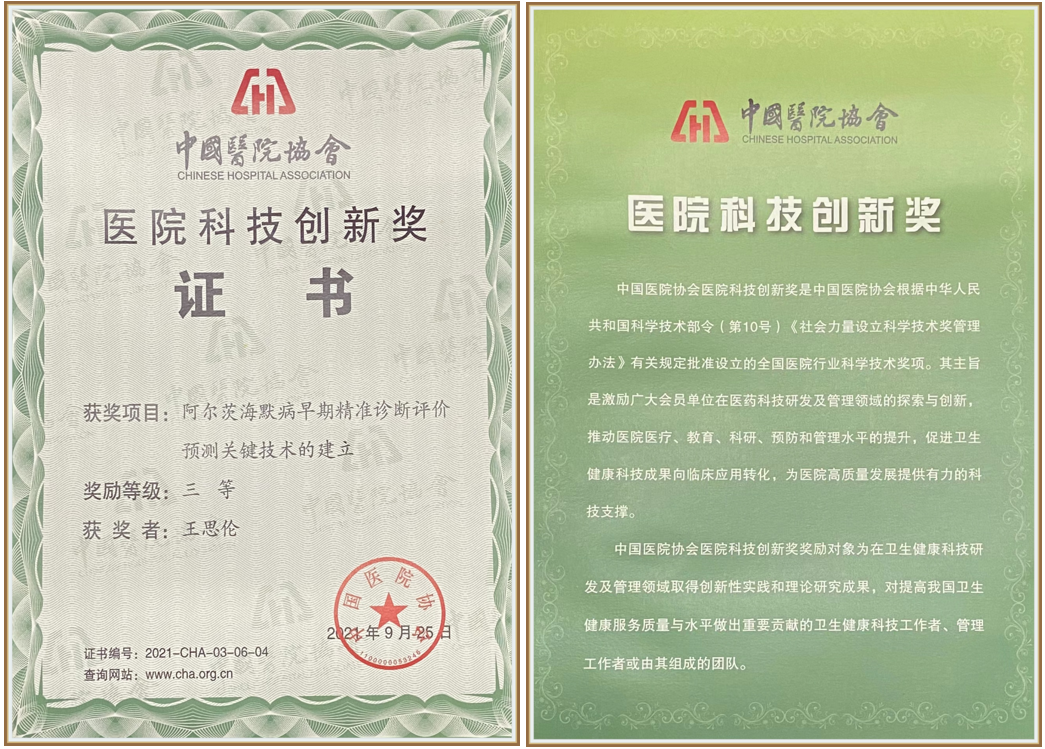 中國醫院協會
CHINESE HOSPITAL ASSOCIATION
医院科技创新奖
证 书
获奖项目：阿尔茨海默病早期精准诊断评价
预测关键技术的建立
奖励等级：三 等
获 奖 者：王思伦
中国医院协会
2021年9月25日
证书编号：2021-CHA-03-06-04
查询网站：www.cha.org.cn
中國醫院協會
CHINESE HOSPITAL ASSOCIATION
医院科技创新奖
中国医院协会医院科技创新奖是中国医院协会根据中华人民
共和国科学技术部令（第10号）《社会力量设立科学技术奖管理
办法》有关规定批准设立的全国医院行业科学技术奖项。其主旨
是激励广大会员单位在医药科技研发及管理领域的探索与创新，
推动医院医疗、教育、科研、预防和管理水平的提升，促进卫生
健康科技成果向临床应用转化，为医院高质量发展提供有力的科
技支撑。
中国医院协会医院科技创新奖奖励对象为在卫生健康科技研
发及管理领域取得创新性实践和理论研究成果，对提高我国卫生
健康服务质量与水平做出重要贡献的卫生健康科技工作者、管理
工作者或由其组成的团队。